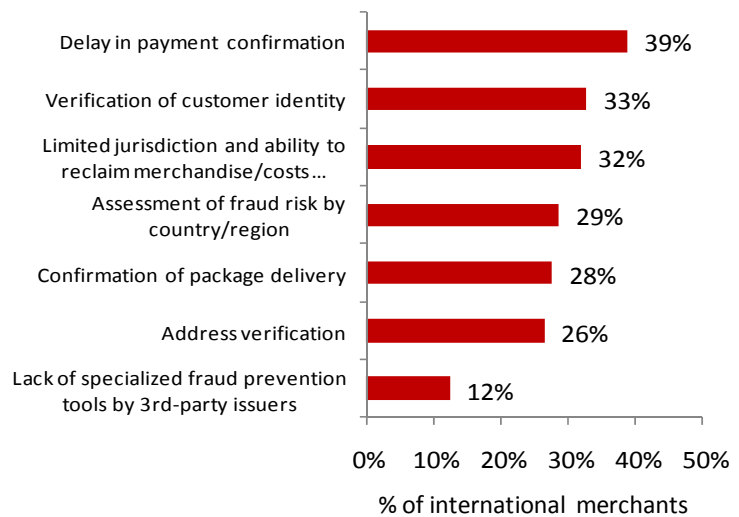 Delay in payment confirmation
39%
Verification of customer identity
33%
Limited jurisdiction and ability to
reclaim merchandise/costs ...
32%
Assessment of fraud risk by
country/region
29%
Confirmation of package delivery
28%
Address verification
26%
Lack of specialized fraud prevention
tools by 3rd-party issuers
12%
0% 10% 20% 30% 40% 50%
% of international merchants